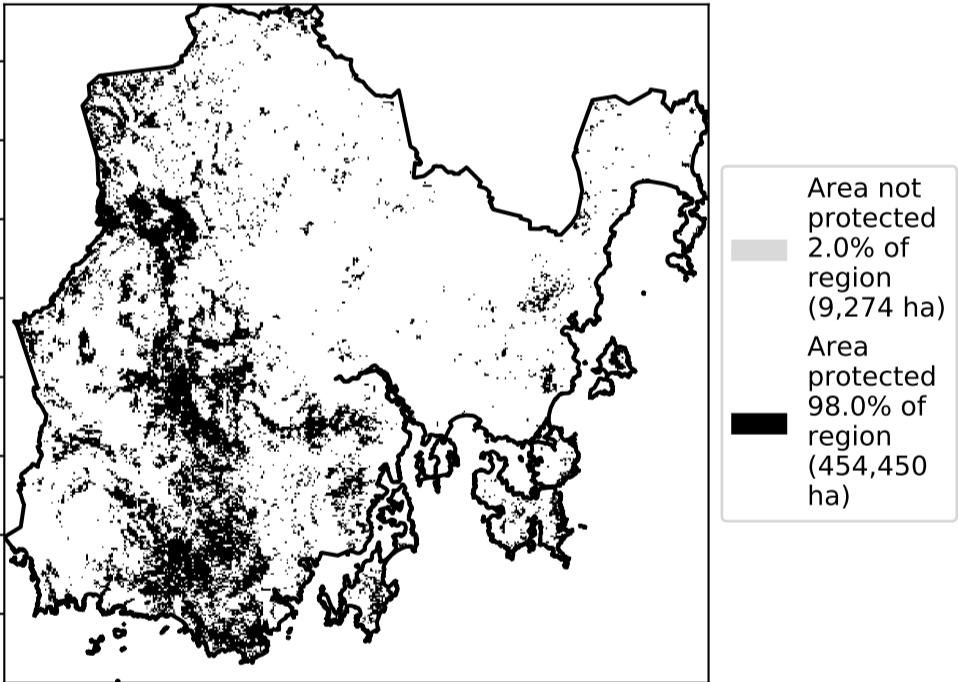 Area not
protected
2.0% of
region
(9,274 ha)
Area
protected
98.0% of
region
(454,450
ha)